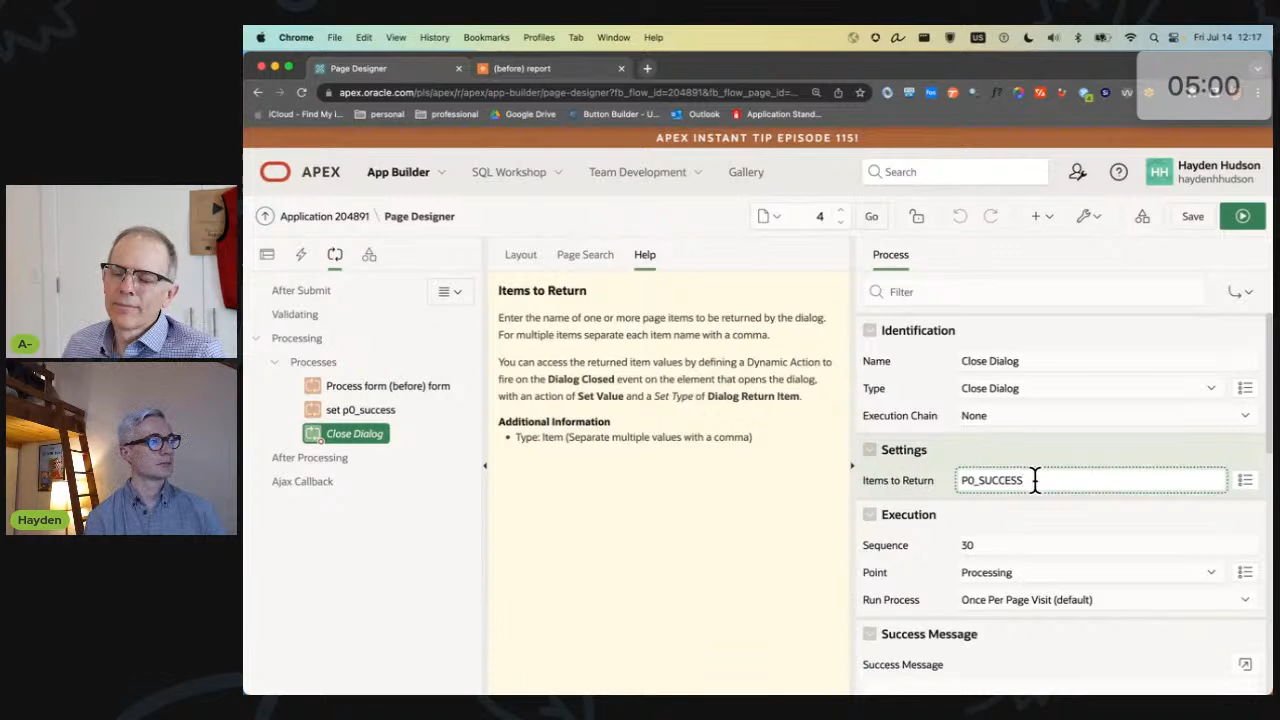 Chrome File Edit View History Bookmarks Profiles Tab Window Help
US
Fri Jul 14 12:17
Page Designer
(before) report
05:00
apex.oracle.com/pls/apex/r/apex/app-builder/page-designer?fb_flow_id=204891&fb_flow_page_id=...
iCloud - Find My i... personal professional Google Drive Button Builder - U... Outlook Application Stand...
APEX INSTANT TIP EPISODE 115!
APEX App Builder SQL Workshop Team Development Gallery
Search
HH
Hayden Hudson
haydenhhudson
Application 204891 \ Page Designer
4 Go
Save
Layout Page Search Help
Process
After Submit
Validating
Processing
Processes
Process form (before) form
set p0_success
Close Dialog
After Processing
Ajax Callback
Items to Return
Enter the name of one or more page items to be returned by the dialog.
For multiple items separate each item name with a comma.
You can access the returned item values by defining a Dynamic Action to
fire on the Dialog Closed event on the element that opens the dialog,
with an action of Set Value and a Set Type of Dialog Return Item.
Additional Information
• Type: Item (Separate multiple values with a comma)
Filter
Identification
Name Close Dialog
Type Close Dialog
Execution Chain None
Settings
Items to Return P0_SUCCESS
Execution
Sequence 30
Point Processing
Run Process Once Per Page Visit (default)
Success Message
Success Message
A-
Hayden